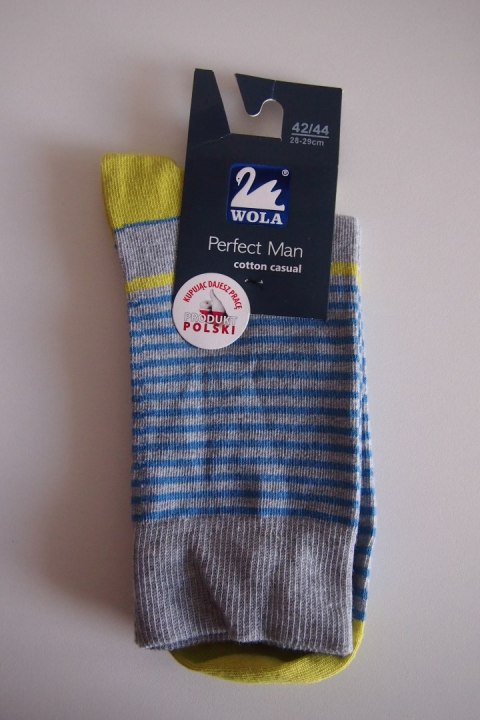 42/44
28-29cm
®
WOLA
Perfect Man
cotton casual
KUPUJĄC DAJESZ PRACĘ
PRODUKT
POLSKI